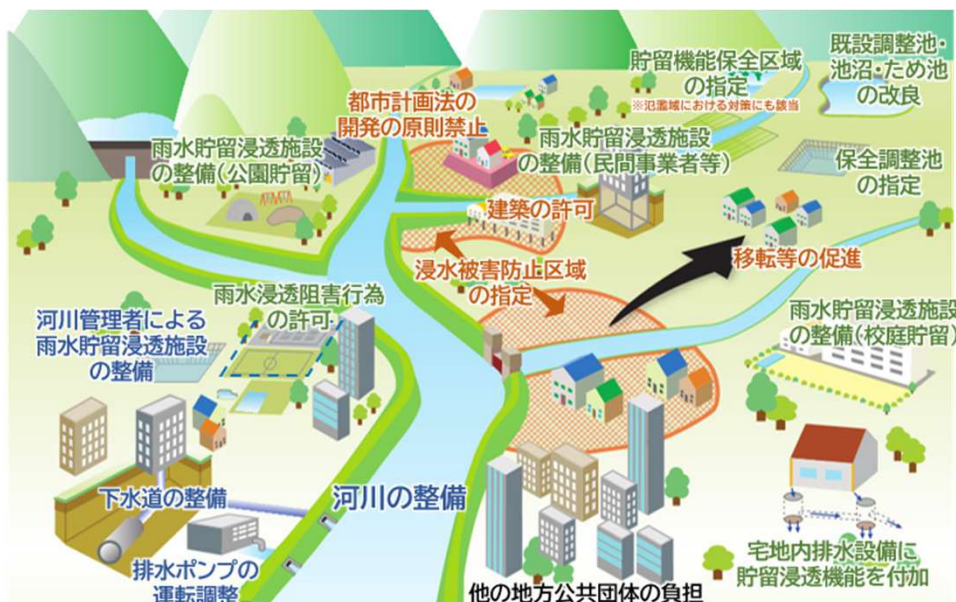 貯留機能保全区域
の指定
※氾濫域における対策にも該当
既設調整池・
池沼・ため池
の改良
都市計画法の
開発の原則禁止
雨水貯留浸透施設
の整備(公園貯留)
雨水貯留浸透施設
の整備(民間事業者等)
保全調整池
の指定
建築の許可
浸水被害防止区域
の指定
移転等の促進
雨水浸透阻害行為
の許可
河川管理者による
雨水貯留浸透施設
の整備
雨水貯留浸透施設
の整備(校庭貯留)
下水道の整備
河川の整備
排水ポンプの
運転調整
他の地方公共団体の負担
宅地内排水設備に
貯留浸透機能を付加